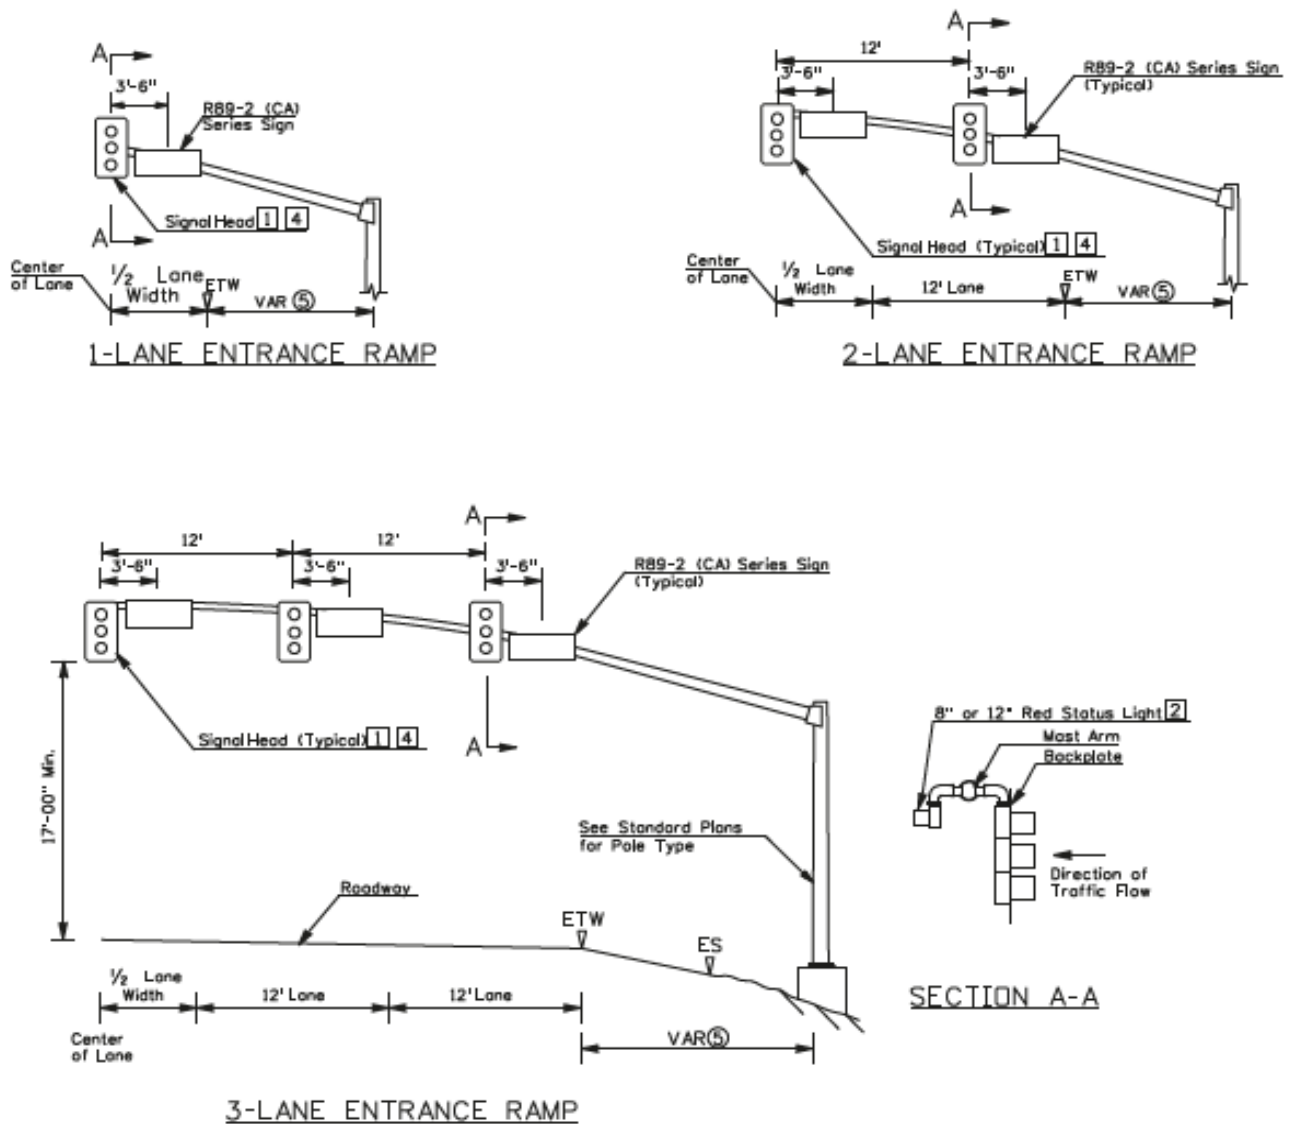 A
3'-6"
R89-2 (CA)
Series Sign
Signal Head 1 4
A
Center
of Lane
1/2 Lane
Width
ETW
VAR 5
1-LANE ENTRANCE RAMP
A
12'
3'-6"
3'-6"
R89-2 (CA) Series Sign
(Typical)
A
Signal Head (Typical) 1 4
Center
of Lane
1/2 Lane
Width
12' Lane
ETW
VAR 5
2-LANE ENTRANCE RAMP
A
12'
12'
3'-6"
3'-6"
3'-6"
R89-2 (CA) Series Sign
(Typical)
Signal Head (Typical) 1 4
A
17'-00" Min.
See Standard Plans
for Pole Type
Roadway
ETW
ES
1/2 Lane
Width
12' Lane
12' Lane
Center
of Lane
VAR 5
3-LANE ENTRANCE RAMP
8" or 12" Red Status Light 2
Mast Arm
Backplate
Direction of
Traffic Flow
SECTION A-A